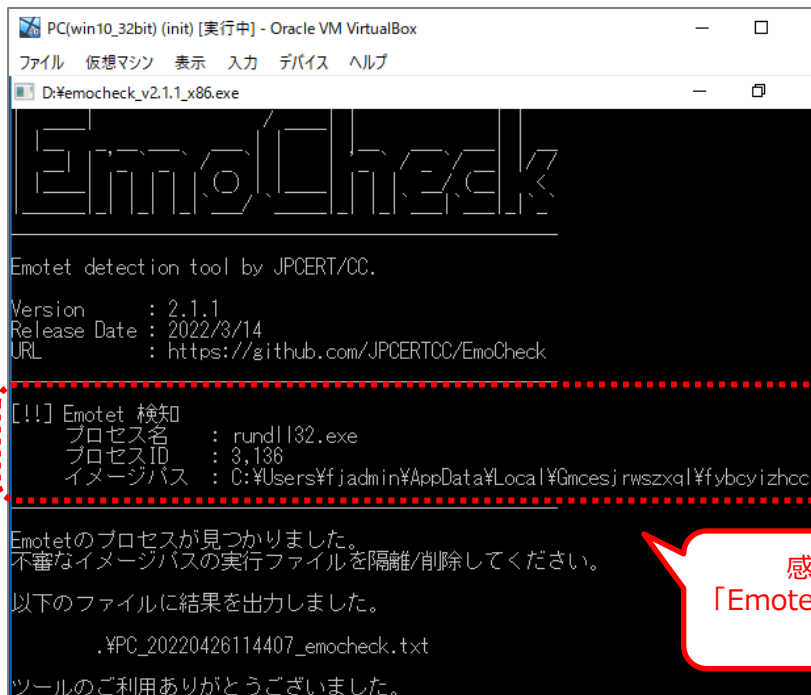 PC(win10_32bit) (init) [実行中] - Oracle VM VirtualBox
ファイル 仮想マシン 表示 入力 デバイス ヘルプ
D:¥emocheck_v2.1.1_x86.exe
EmoCheck
Emotet detection tool by JPCERT/CC.
Version : 2.1.1
Release Date : 2022/3/14
URL : https://github.com/JPCERTCC/EmoCheck
[!!] Emotet 検知
プロセス名 : rundll32.exe
プロセスID : 3,136
イメージパス : C:¥Users¥fjadmin¥AppData¥Local¥Gmcesjrwszxql¥fybcyizhcc
Emotetのプロセスが見つかりました。
不審なイメージパスの実行ファイルを隔離/削除してください。
感
「Emote
以下のファイルに結果を出力しました。
.¥PC_20220426114407_emocheck.txt
ツールのご利用ありがとうございました。